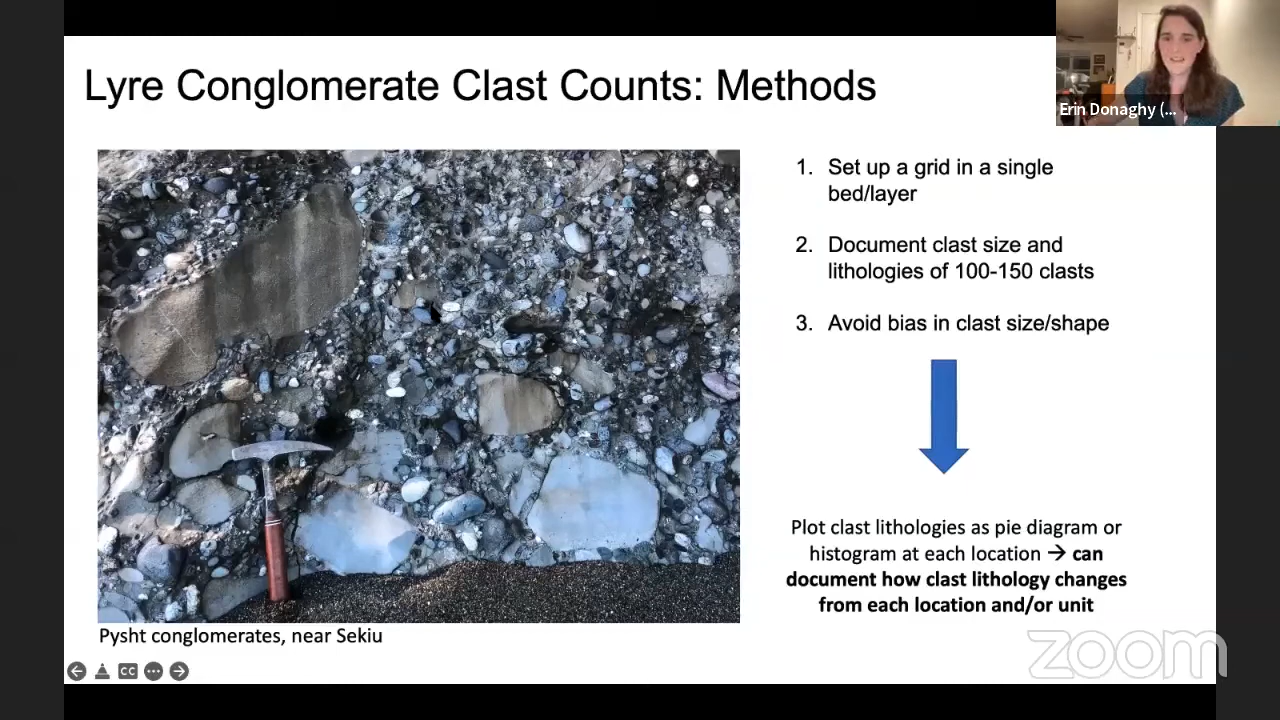 Lyre Conglomerate Clast Counts: Methods
Erin Donaghy (...
1. Set up a grid in a single
bed/layer
2. Document clast size and
lithologies of 100-150 clasts
3. Avoid bias in clast size/shape
Plot clast lithologies as pie diagram or
histogram at each location → can
document how clast lithology changes
from each location and/or unit
Pysht conglomerates, near Sekiu
CC
zoom